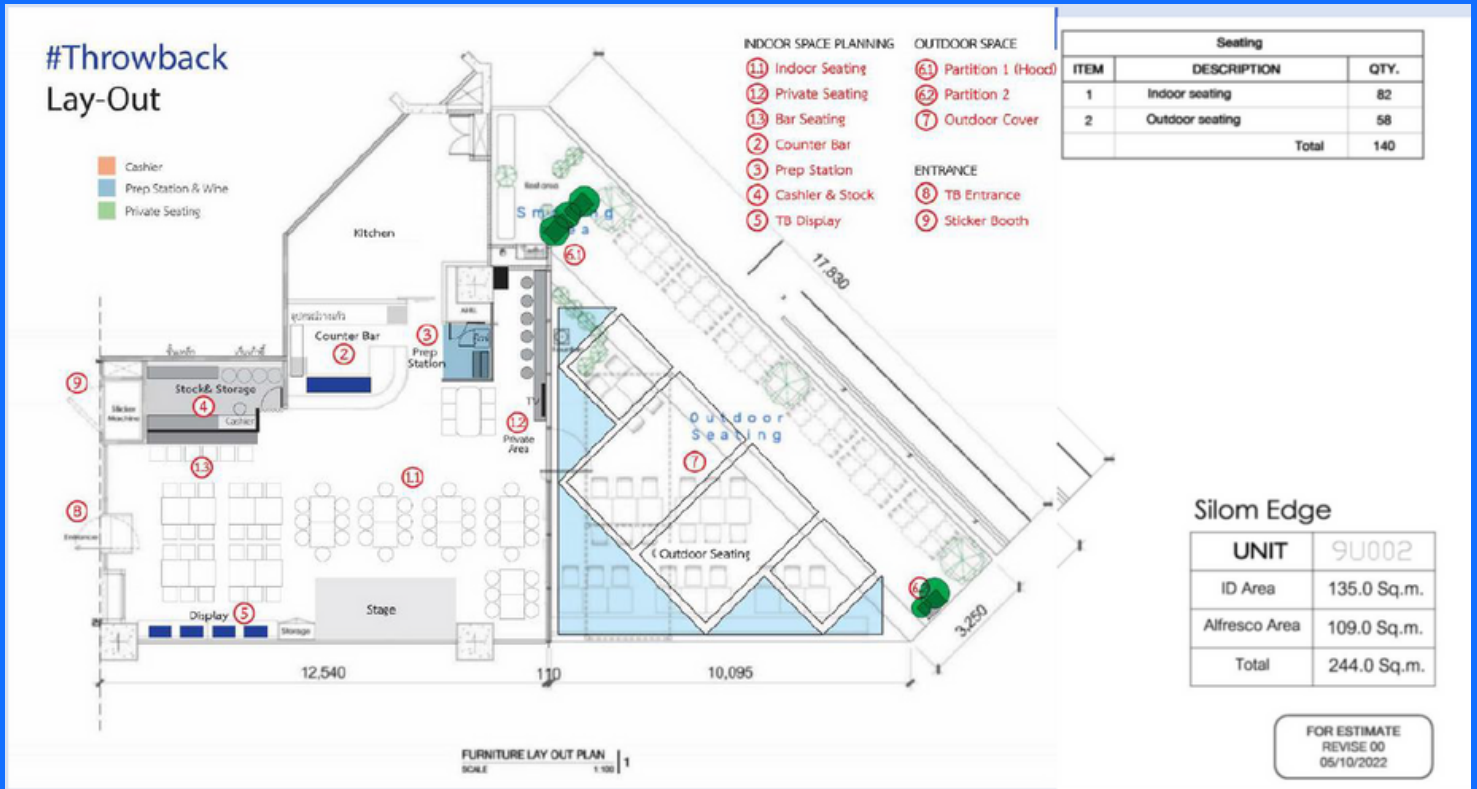 #Throwback
Lay-Out
Cashier
Prep Station & Wine
Private Seating
INDOOR SPACE PLANNING
1.1 Indoor Seating
1.2 Private Seating
1.3 Bar Seating
2 Counter Bar
3 Prep Station
4 Cashier & Stock
5 TB Display
OUTDOOR SPACE
6.1 Partition 1 (Hood)
6.2 Partition 2
7 Outdoor Cover
ENTRANCE
8 TB Entrance
9 Sticker Booth
Seating
ITEM DESCRIPTION QTY.
1 Indoor seating 82
2 Outdoor seating 58
Total 140
Kitchen
6.1
17,830
Counter Bar
2
3
Prep
Station
9
Stock& Storage
4
Cashier
Sticker
Machine
TV
1.2
Private
Area
Outdoor
Seating
7
1.3
1.1
8
Entrance
Outdoor Seating
Display 5
Storage
Stage
3,250
12,540
110
10,095
FURNITURE LAY OUT PLAN 1
SCALE 1:100
Silom Edge
UNIT 9U002
ID Area 135.0 Sq.m.
Alfresco Area 109.0 Sq.m.
Total 244.0 Sq.m.
FOR ESTIMATE
REVISE 00
05/10/2022